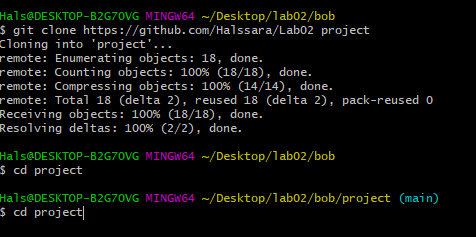 Hals@DESKTOP-B2G7OVG MINGW64 ~/Desktop/lab02/bob
$ git clone https://github.com/Halssara/Lab02 project
Cloning into 'project'...
remote: Enumerating objects: 18, done.
remote: Counting objects: 100% (18/18), done.
remote: Compressing objects: 100% (14/14), done.
remote: Total 18 (delta 2), reused 18 (delta 2), pack-reused 0
Receiving objects: 100% (18/18), done.
Resolving deltas: 100% (2/2), done.
Hals@DESKTOP-B2G7OVG MINGW64 ~/Desktop/lab02/bob
$ cd project
Hals@DESKTOP-B2G7OVG MINGW64 ~/Desktop/lab02/bob/project (main)
$ cd project